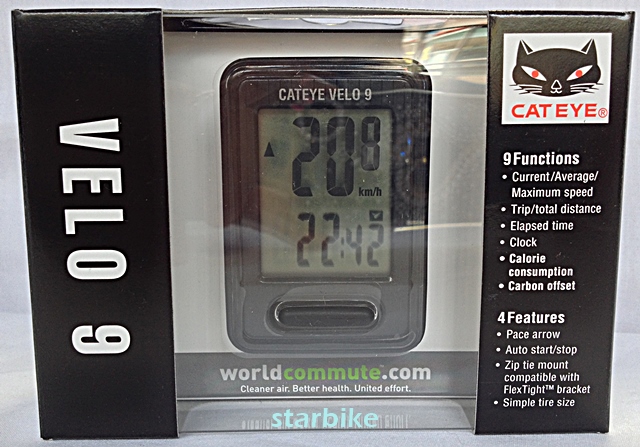 VELO 9
CATEYE VELO 9
208
km/h
22:42
worldcommute.com
Cleaner air. Better health. United effort.
starbike
CATEYE®
9 Functions
• Current/Average/
Maximum speed
• Trip/total distance
• Elapsed time
• Clock
• Calorie
consumption
• Carbon offset
4 Features
• Pace arrow
• Auto start/stop
• Zip tie mount
compatible with
FlexTight™ bracket
• Simple tire size